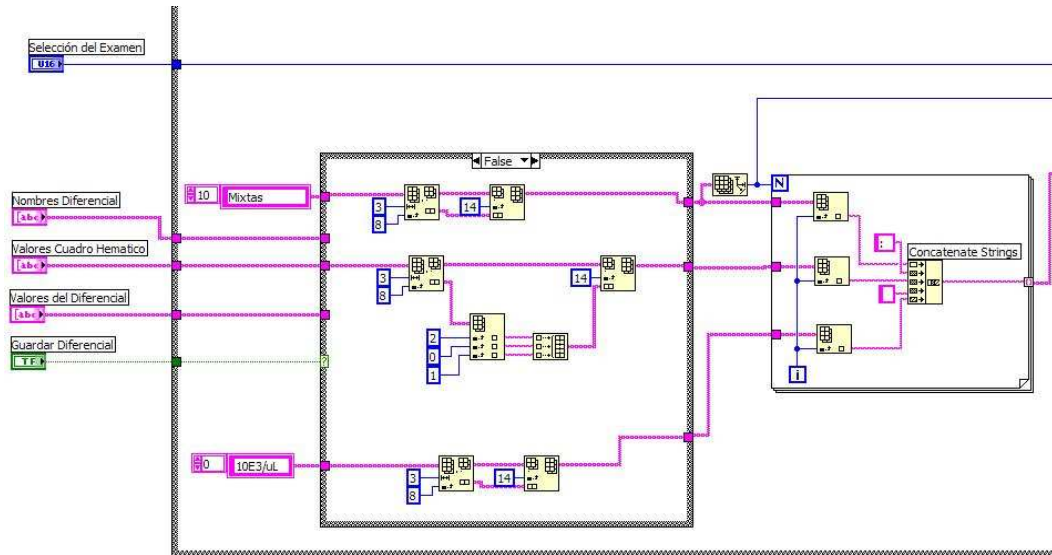 Selección del Examen
U16
False
10
Mixtas
N
3
8
14
Nombres Diferencial
[abc]
Valores Cuadro Hematico
[abc]
3
8
14
:
Concatenate Strings
Valores del Diferencial
[abc]
2
0
1
Guardar Diferencial
TF
?
i
0
10E3/uL
3
8
14